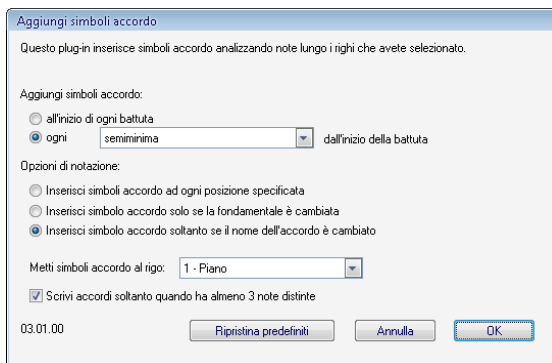 Aggiungi simboli accordo
Questo plug-in inserisce simboli accordo analizzando note lungo i righi che avete selezionato.
Aggiungi simboli accordo:
all'inizio di ogni battuta
ogni semiminima dall'inizio della battuta
Opzioni di notazione:
Inserisci simboli accordo ad ogni posizione specificata
Inserisci simbolo accordo solo se la fondamentale è cambiata
Inserisci simbolo accordo soltanto se il nome dell'accordo è cambiato
Metti simboli accordo al rigo: 1 - Piano
Scrivi accordi soltanto quando ha almeno 3 note distinte
03.01.00 Ripristina predefiniti Annulla OK